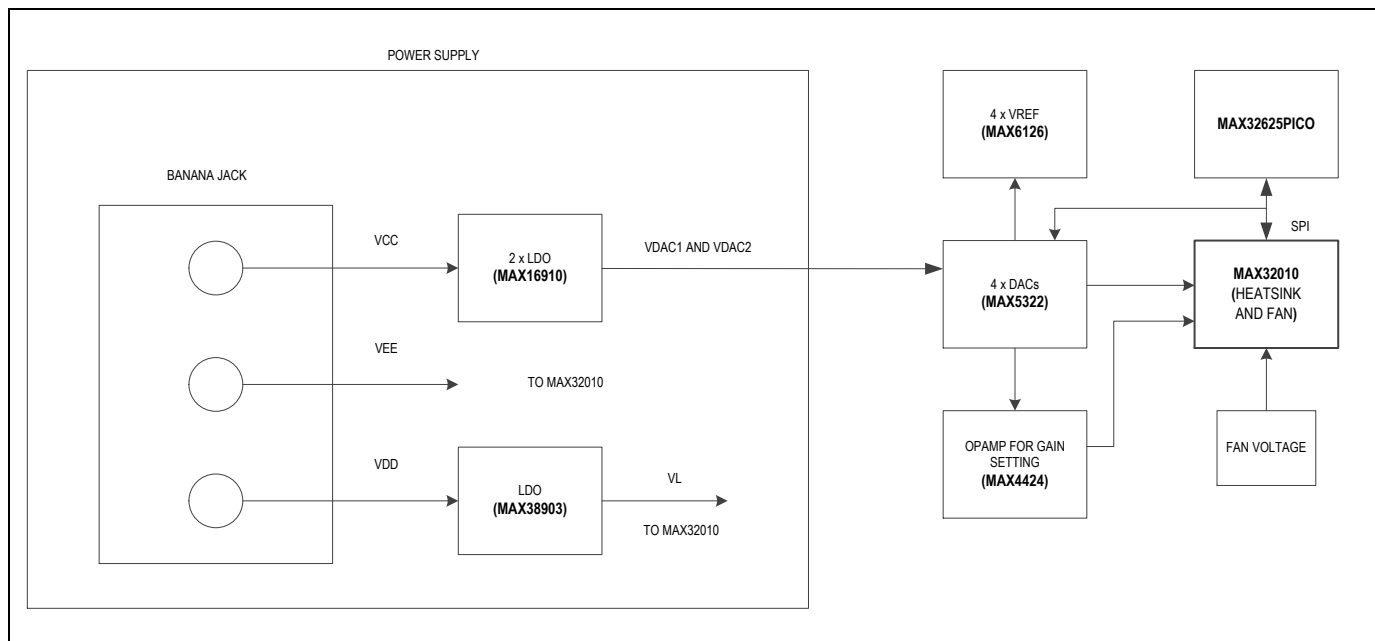 POWER SUPPLY
BANANA JACK
VCC
2 x LDO
(MAX16910)
VDAC1 AND VDAC2
VEE
TO MAX32010
VDD
LDO
(MAX38903)
VL
TO MAX32010
4 x VREF
(MAX6126)
MAX32625PICO
SPI
4 x DACs
(MAX5322)
MAX32010
(HEATSINK
AND FAN)
OPAMP FOR GAIN
SETTING
(MAX4424)
FAN VOLTAGE